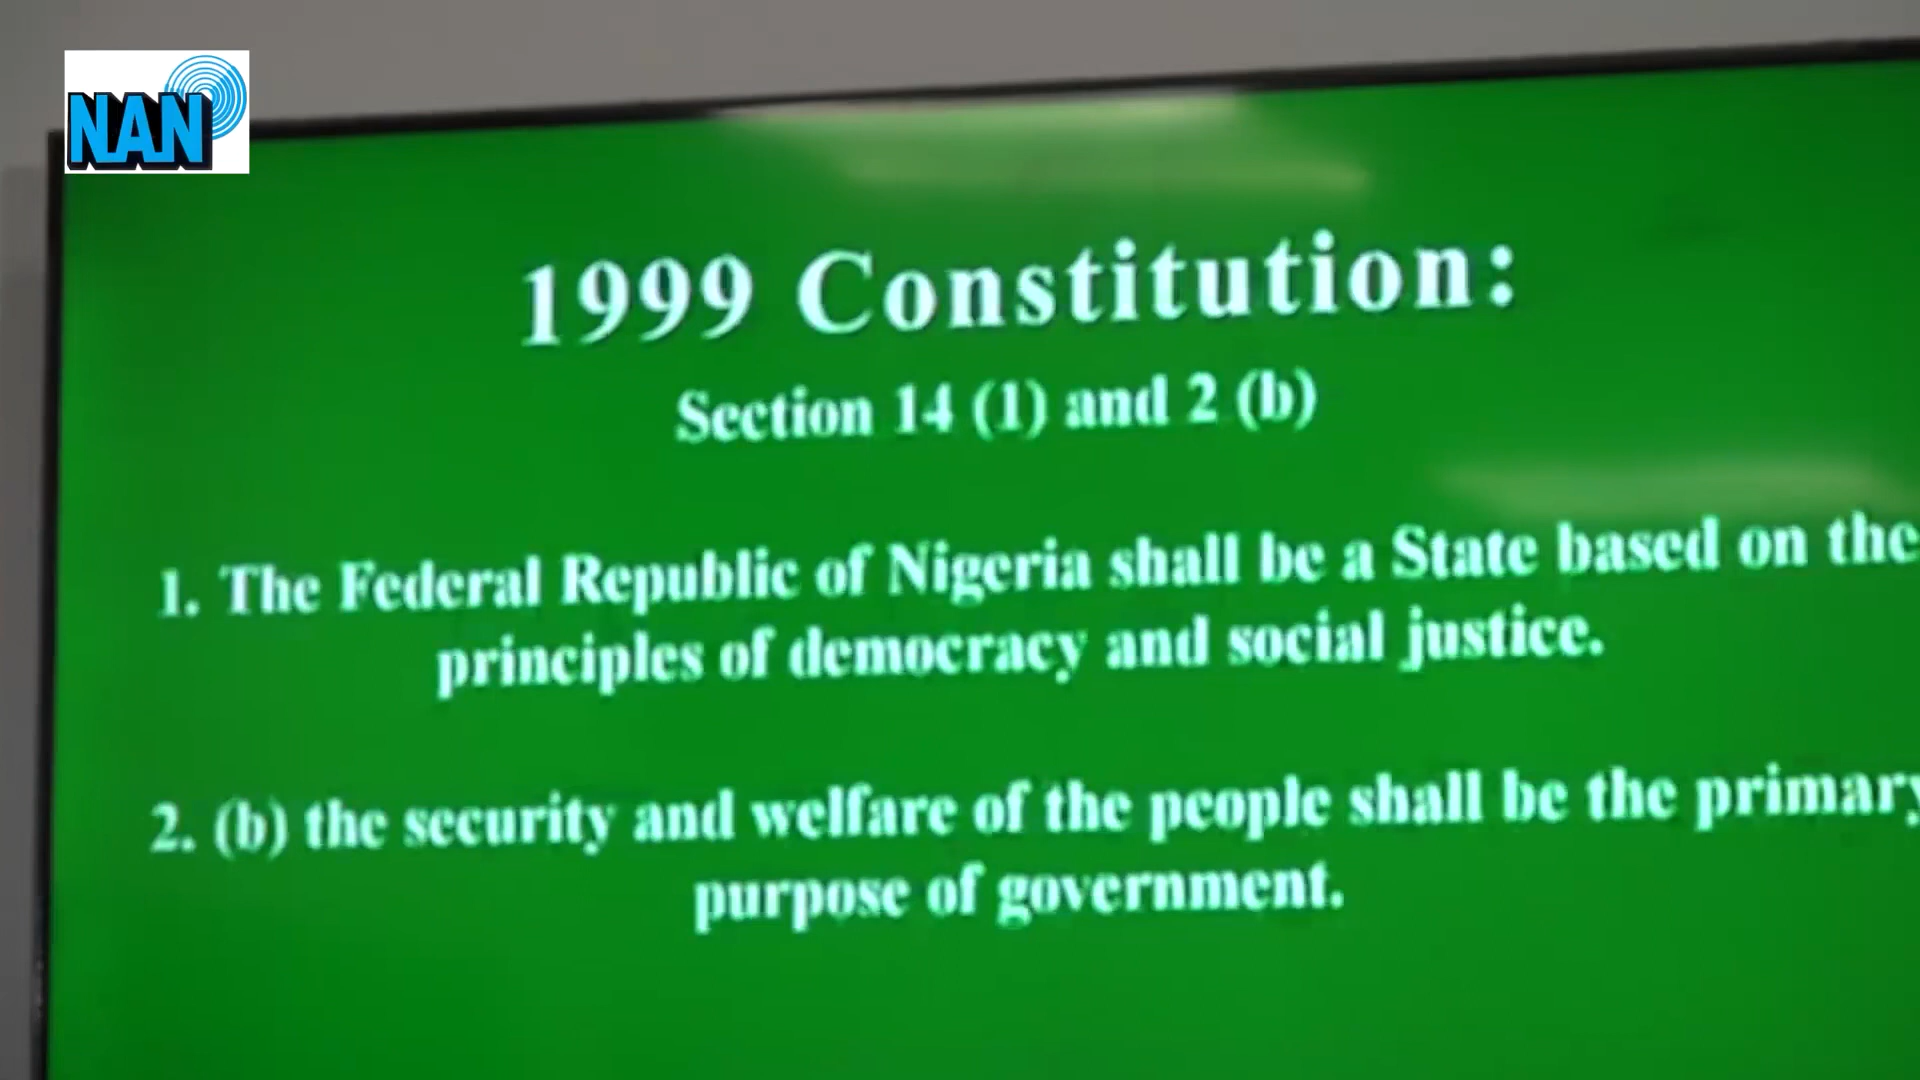 NAN
1999 Constitution:
Section 14 (1) and 2 (b)
1. The Federal Republic of Nigeria shall be a State based on the
principles of democracy and social justice.
2. (b) the security and welfare of the people shall be the primary
purpose of government.